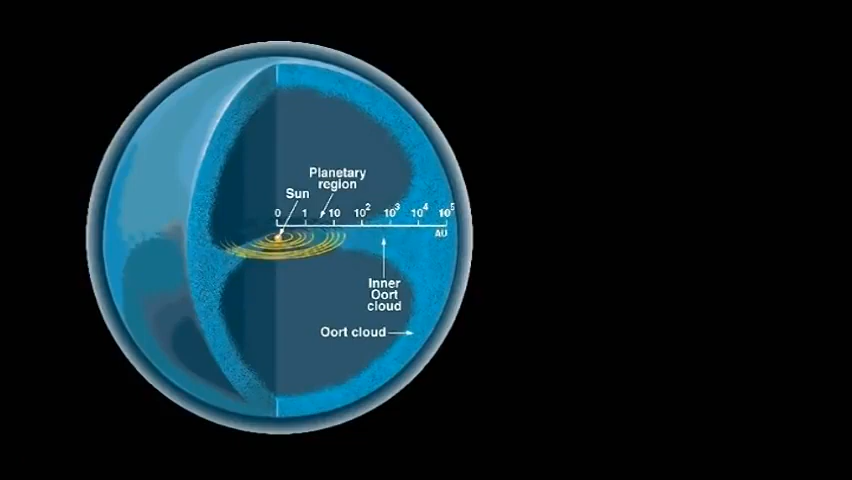 Planetary
region
Sun
0 1 10 10² 10³ 10⁴ 10⁵
AU
Inner
Oort
cloud
Oort cloud